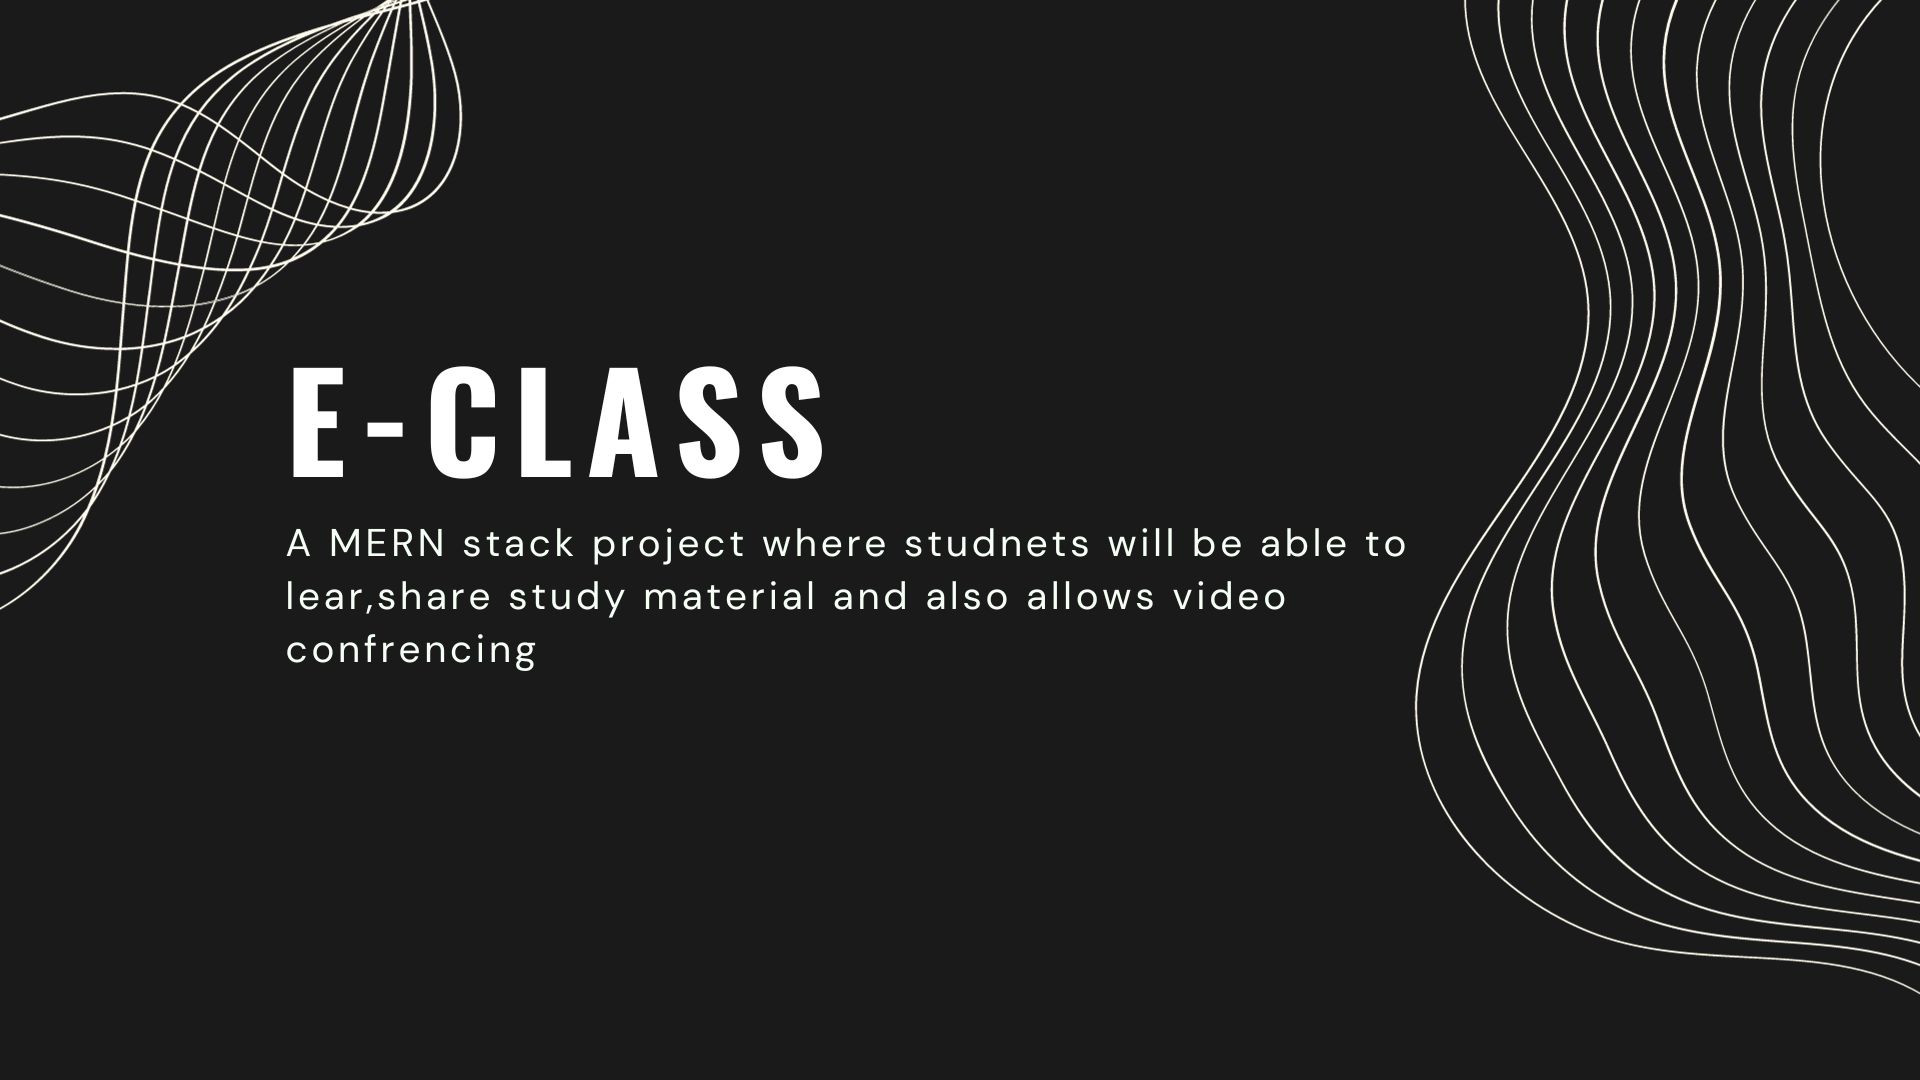 E-CLASS
A MERN stack project where studnets will be able to
lear,share study material and also allows video
confrencing